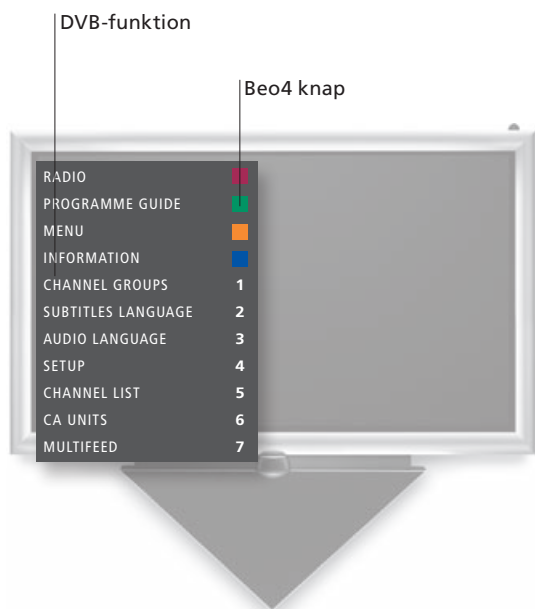 DVB-funktion
Beo4 knap
RADIO
PROGRAMME GUIDE
MENU
INFORMATION
CHANNEL GROUPS 1
SUBTITLES LANGUAGE 2
AUDIO LANGUAGE 3
SETUP 4
CHANNEL LIST 5
CA UNITS 6
MULTIFEED 7